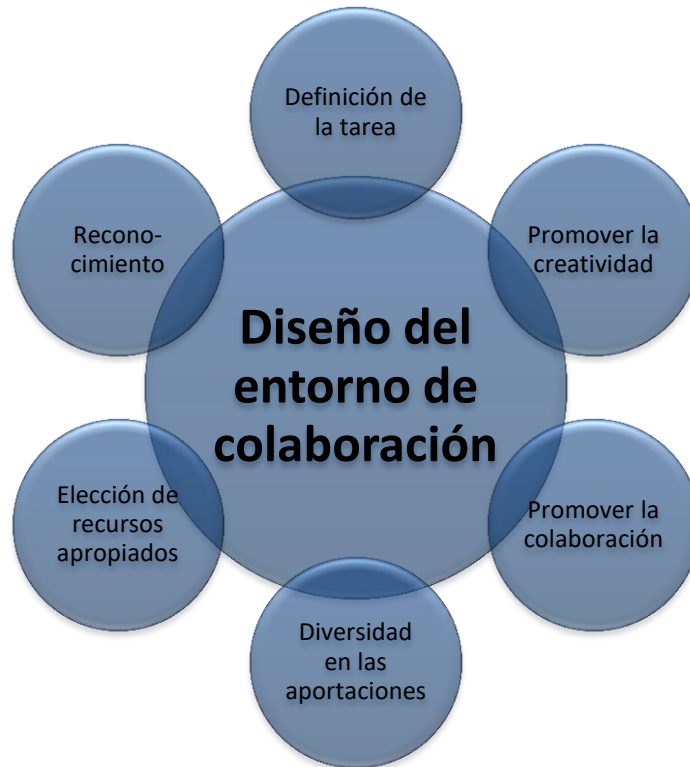 Definición de
la tarea
Promover la
creatividad
Promover la
colaboración
Diversidad
en las
aportaciones
Elección de
recursos
apropiados
Recono-
cimiento
Diseño del
entorno de
colaboración